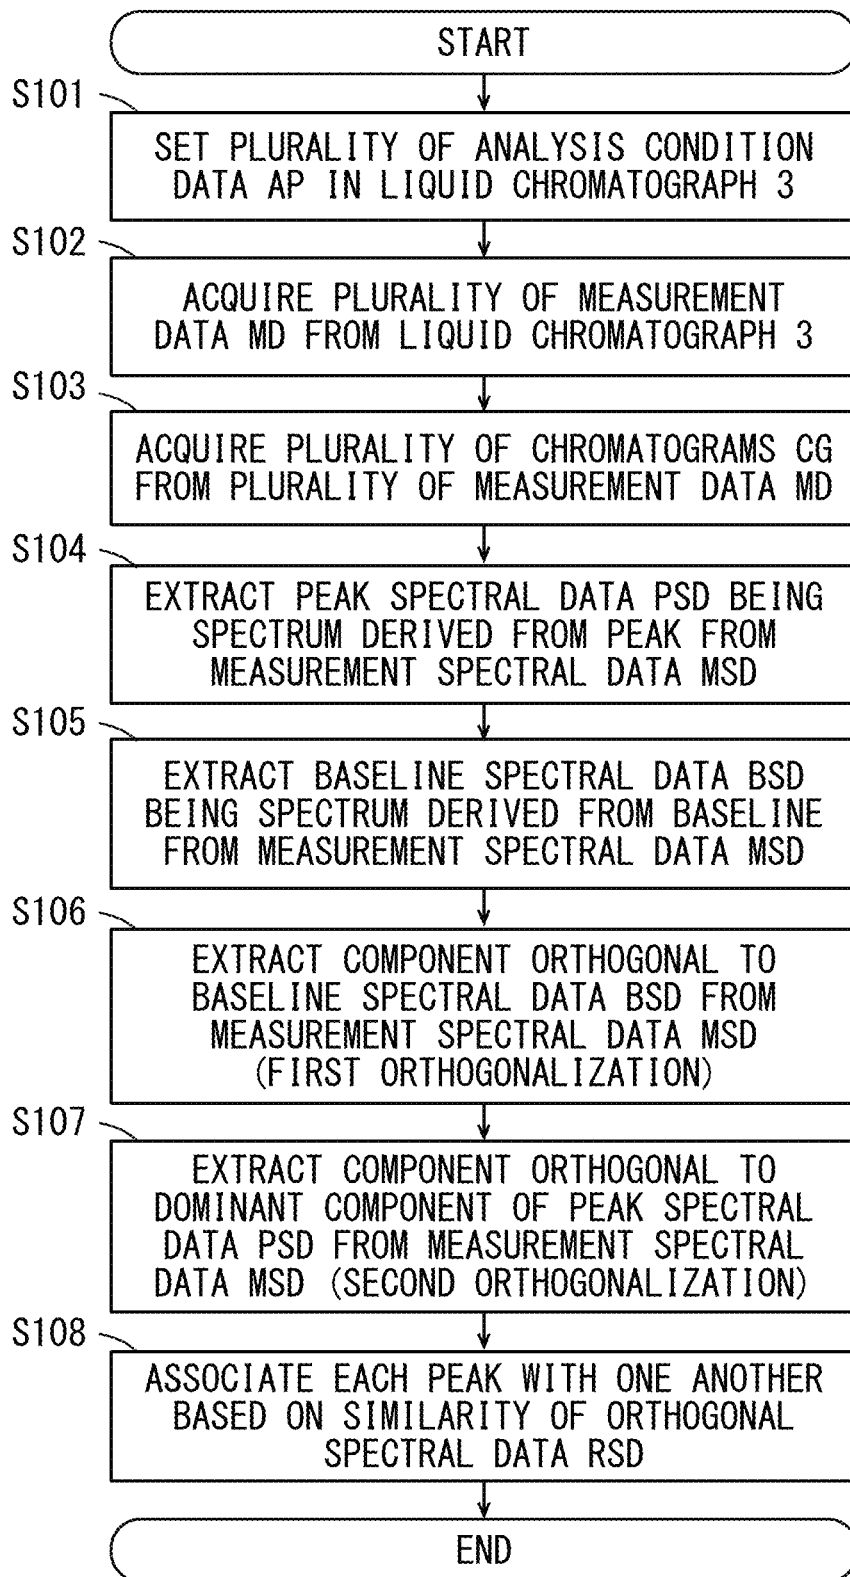 START
S101
SET PLURALITY OF ANALYSIS CONDITION
DATA AP IN LIQUID CHROMATOGRAPH 3
S102
ACQUIRE PLURALITY OF MEASUREMENT
DATA MD FROM LIQUID CHROMATOGRAPH 3
S103
ACQUIRE PLURALITY OF CHROMATOGRAMS CG
FROM PLURALITY OF MEASUREMENT DATA MD
S104
EXTRACT PEAK SPECTRAL DATA PSD BEING
SPECTRUM DERIVED FROM PEAK FROM
MEASUREMENT SPECTRAL DATA MSD
S105
EXTRACT BASELINE SPECTRAL DATA BSD
BEING SPECTRUM DERIVED FROM BASELINE
FROM MEASUREMENT SPECTRAL DATA MSD
S106
EXTRACT COMPONENT ORTHOGONAL TO
BASELINE SPECTRAL DATA BSD FROM
MEASUREMENT SPECTRAL DATA MSD
(FIRST ORTHOGONALIZATION)
S107
EXTRACT COMPONENT ORTHOGONAL TO
DOMINANT COMPONENT OF PEAK SPECTRAL
DATA PSD FROM MEASUREMENT SPECTRAL
DATA MSD (SECOND ORTHOGONALIZATION)
S108
ASSOCIATE EACH PEAK WITH ONE ANOTHER
BASED ON SIMILARITY OF ORTHOGONAL
SPECTRAL DATA RSD
END